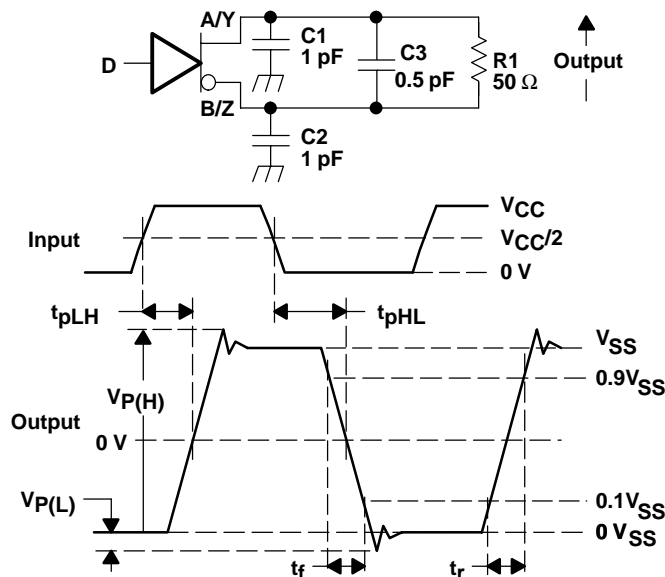 A/Y
C1
1 pF
C3
0.5 pF
R1
50 Ω
Output
D
B/Z
C2
1 pF
VCC
Input
VCC/2
0 V
tpLH
tpHL
VSS
0.9VSS
VP(H)
Output
0 V
VP(L)
0.1VSS
0 VSS
tf
tr